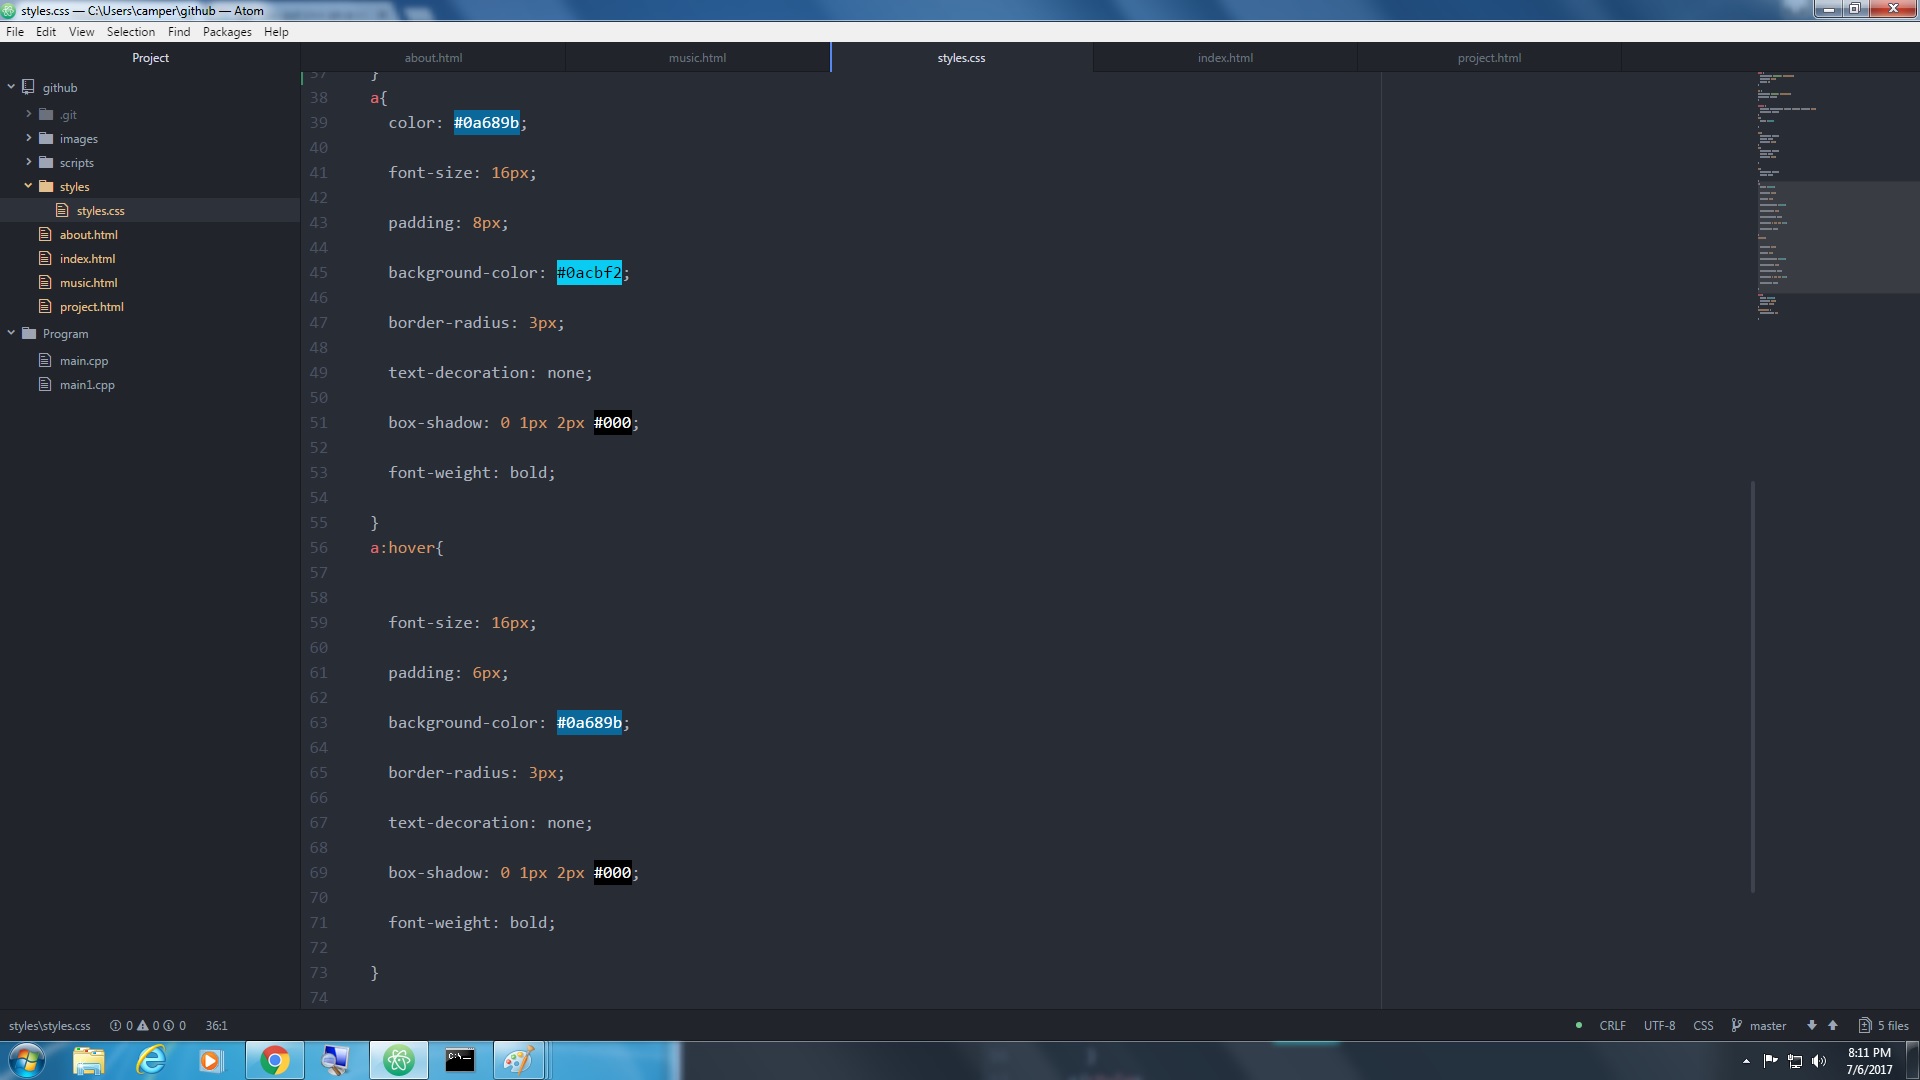 styles.css — C:\Users\camper\github — Atom
File Edit View Selection Find Packages Help
Project
about.html music.html styles.css index.html project.html
github
.git
images
scripts
styles
styles.css
about.html
index.html
music.html
project.html
Program
main.cpp
main1.cpp
37 }
38 a{
39 color: #0a689b;
40
41 font-size: 16px;
42
43 padding: 8px;
44
45 background-color: #0acbf2;
46
47 border-radius: 3px;
48
49 text-decoration: none;
50
51 box-shadow: 0 1px 2px #000;
52
53 font-weight: bold;
54
55 }
56 a:hover{
57
58
59 font-size: 16px;
60
61 padding: 6px;
62
63 background-color: #0a689b;
64
65 border-radius: 3px;
66
67 text-decoration: none;
68
69 box-shadow: 0 1px 2px #000;
70
71 font-weight: bold;
72
73 }
74
styles\styles.css 0 0 0 36:1 CRLF UTF-8 CSS master 5 files
C:\_
8:11 PM
7/6/2017